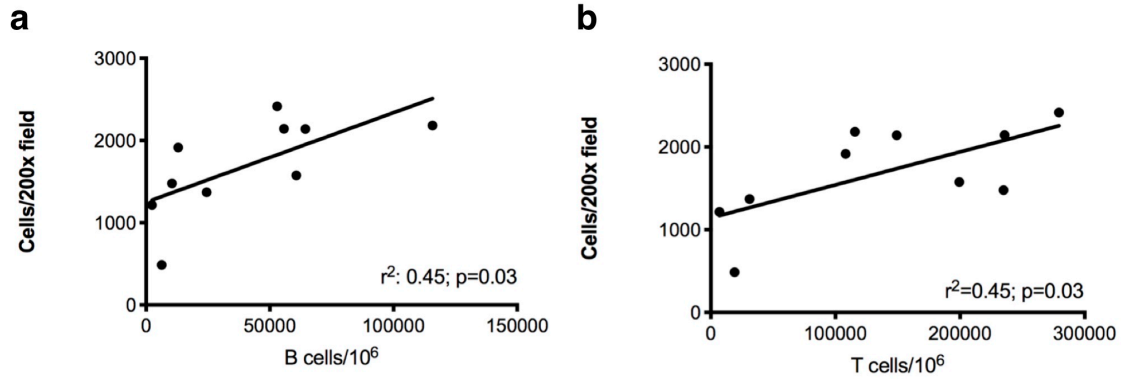 a
3000
2000
1000
0
Cells/200x field
r²: 0.45; p=0.03
0 50000 100000 150000
B cells/10⁶
b
3000
2000
1000
0
Cells/200x field
r²=0.45; p=0.03
0 100000 200000 300000
T cells/10⁶